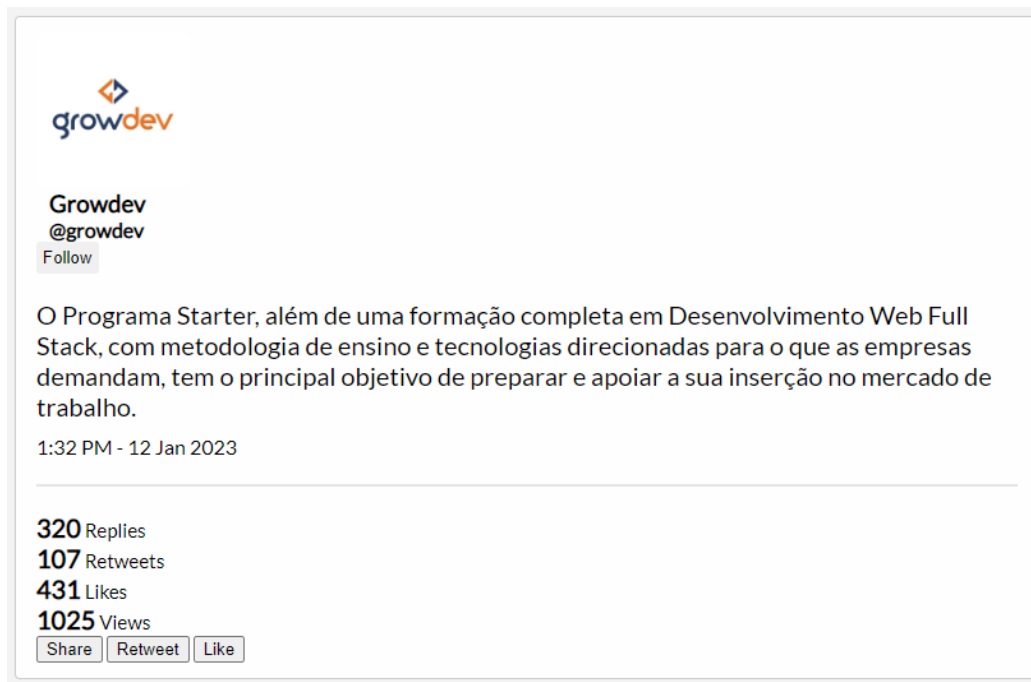 growdev
Growdev
@growdev
Follow
O Programa Starter, além de uma formação completa em Desenvolvimento Web Full
Stack, com metodologia de ensino e tecnologias direcionadas para o que as empresas
demandam, tem o principal objetivo de preparar e apoiar a sua inserção no mercado de
trabalho.
1:32 PM - 12 Jan 2023
320 Replies
107 Retweets
431 Likes
1025 Views
Share Retweet Like